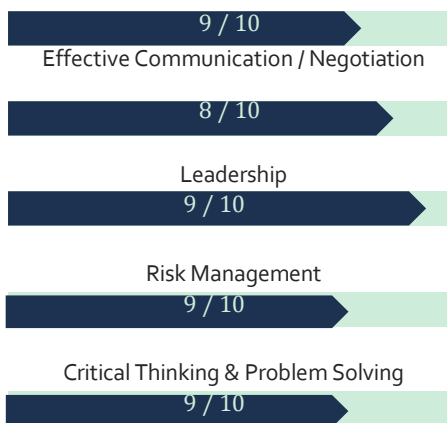 9 / 10
Effective Communication / Negotiation
8 / 10
Leadership
9 / 10
Risk Management
9 / 10
Critical Thinking & Problem Solving
9 / 10